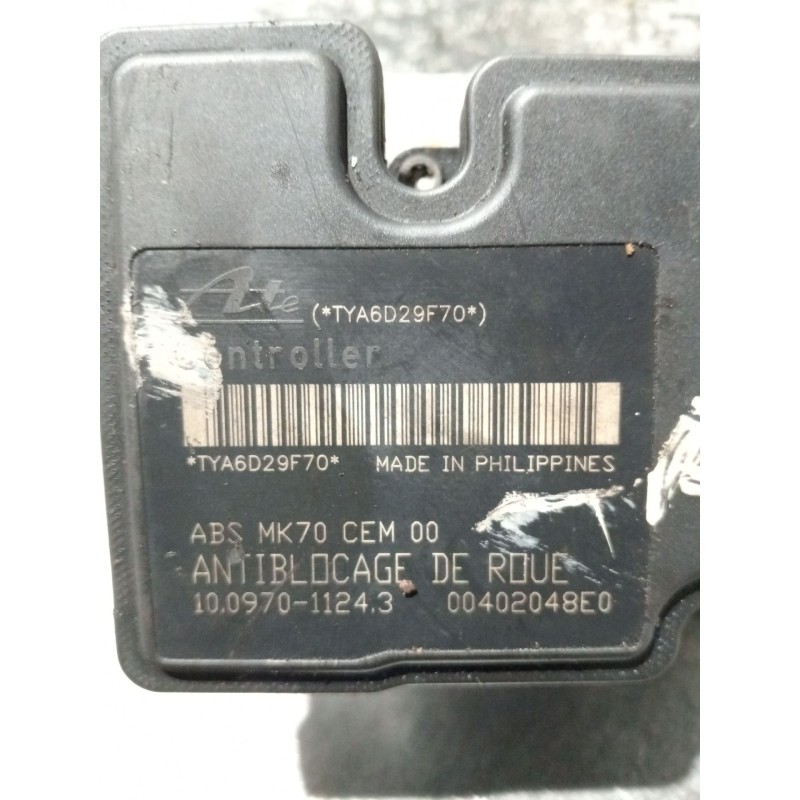 Ate (*TYA6D29F70*)
Controller
*TYA6D29F70* MADE IN PHILIPPINES
ABS MK70 CEM 00
ANTIBLOCAGE DE ROUE
10.0970-1124.3 00402048E0